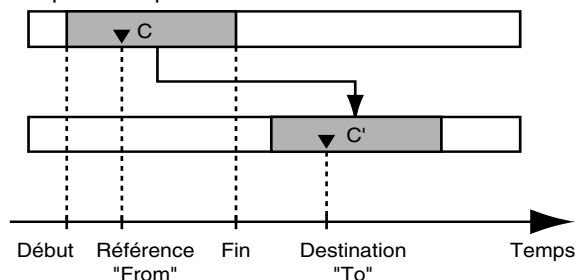 C
C'
Début Référence Fin Destination Temps
"From" "To"